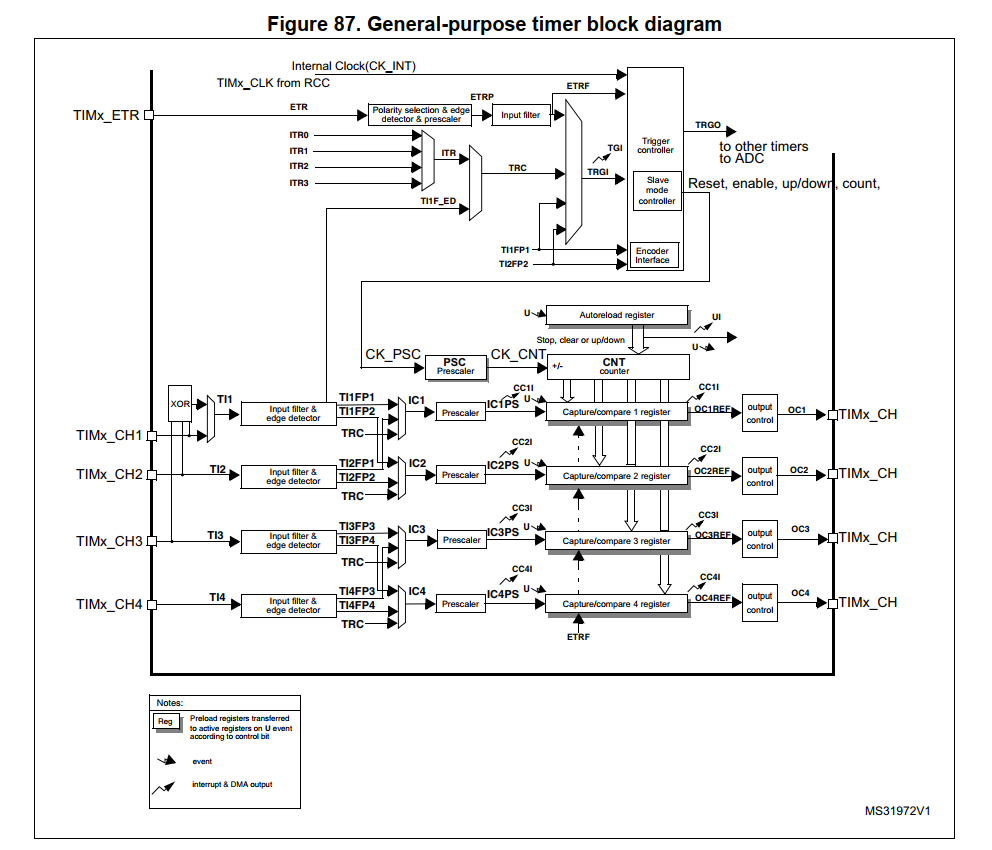 Figure 87. General-purpose timer block diagram
Internal Clock(CK_INT)
TIMx_CLK from RCC
ETRF
ETRP
ETR
TIMx_ETR
Polarity selection & edge
detector & prescaler
Input filter
TRGO
to other timers
to ADC
Trigger
controller
ITR0
ITR1
ITR2
ITR3
ITR
TRC
TGI
TRGI
Slave
mode
controller
Reset, enable, up/down, count,
TI1F_ED
TI1FP1
TI2FP2
Encoder
Interface
U
Autoreload register
UI
Stop, clear or up/down
U
CK_PSC
PSC
Prescaler
CK_CNT
+/-
CNT
counter
XOR
TI1
TIMx_CH1
Input filter &
edge detector
TI1FP1
TI1FP2
TRC
IC1
Prescaler
IC1PS
CC1I
U
Capture/compare 1 register
CC1I
OC1REF
output
control
OC1
TIMx_CH
TIMx_CH2
TI2
Input filter &
edge detector
TI2FP1
TI2FP2
TRC
IC2
Prescaler
IC2PS
CC2I
U
Capture/compare 2 register
CC2I
OC2REF
output
control
OC2
TIMx_CH
TIMx_CH3
TI3
Input filter &
edge detector
TI3FP3
TI3FP4
TRC
IC3
Prescaler
IC3PS
CC3I
U
Capture/compare 3 register
CC3I
OC3REF
output
control
OC3
TIMx_CH
TIMx_CH4
TI4
Input filter &
edge detector
TI4FP3
TI4FP4
TRC
IC4
Prescaler
IC4PS
CC4I
U
Capture/compare 4 register
CC4I
OC4REF
output
control
OC4
TIMx_CH
ETRF
Notes:
Reg
Preload registers transferred
to active registers on U event
according to control bit
event
interrupt & DMA output
MS31972V1